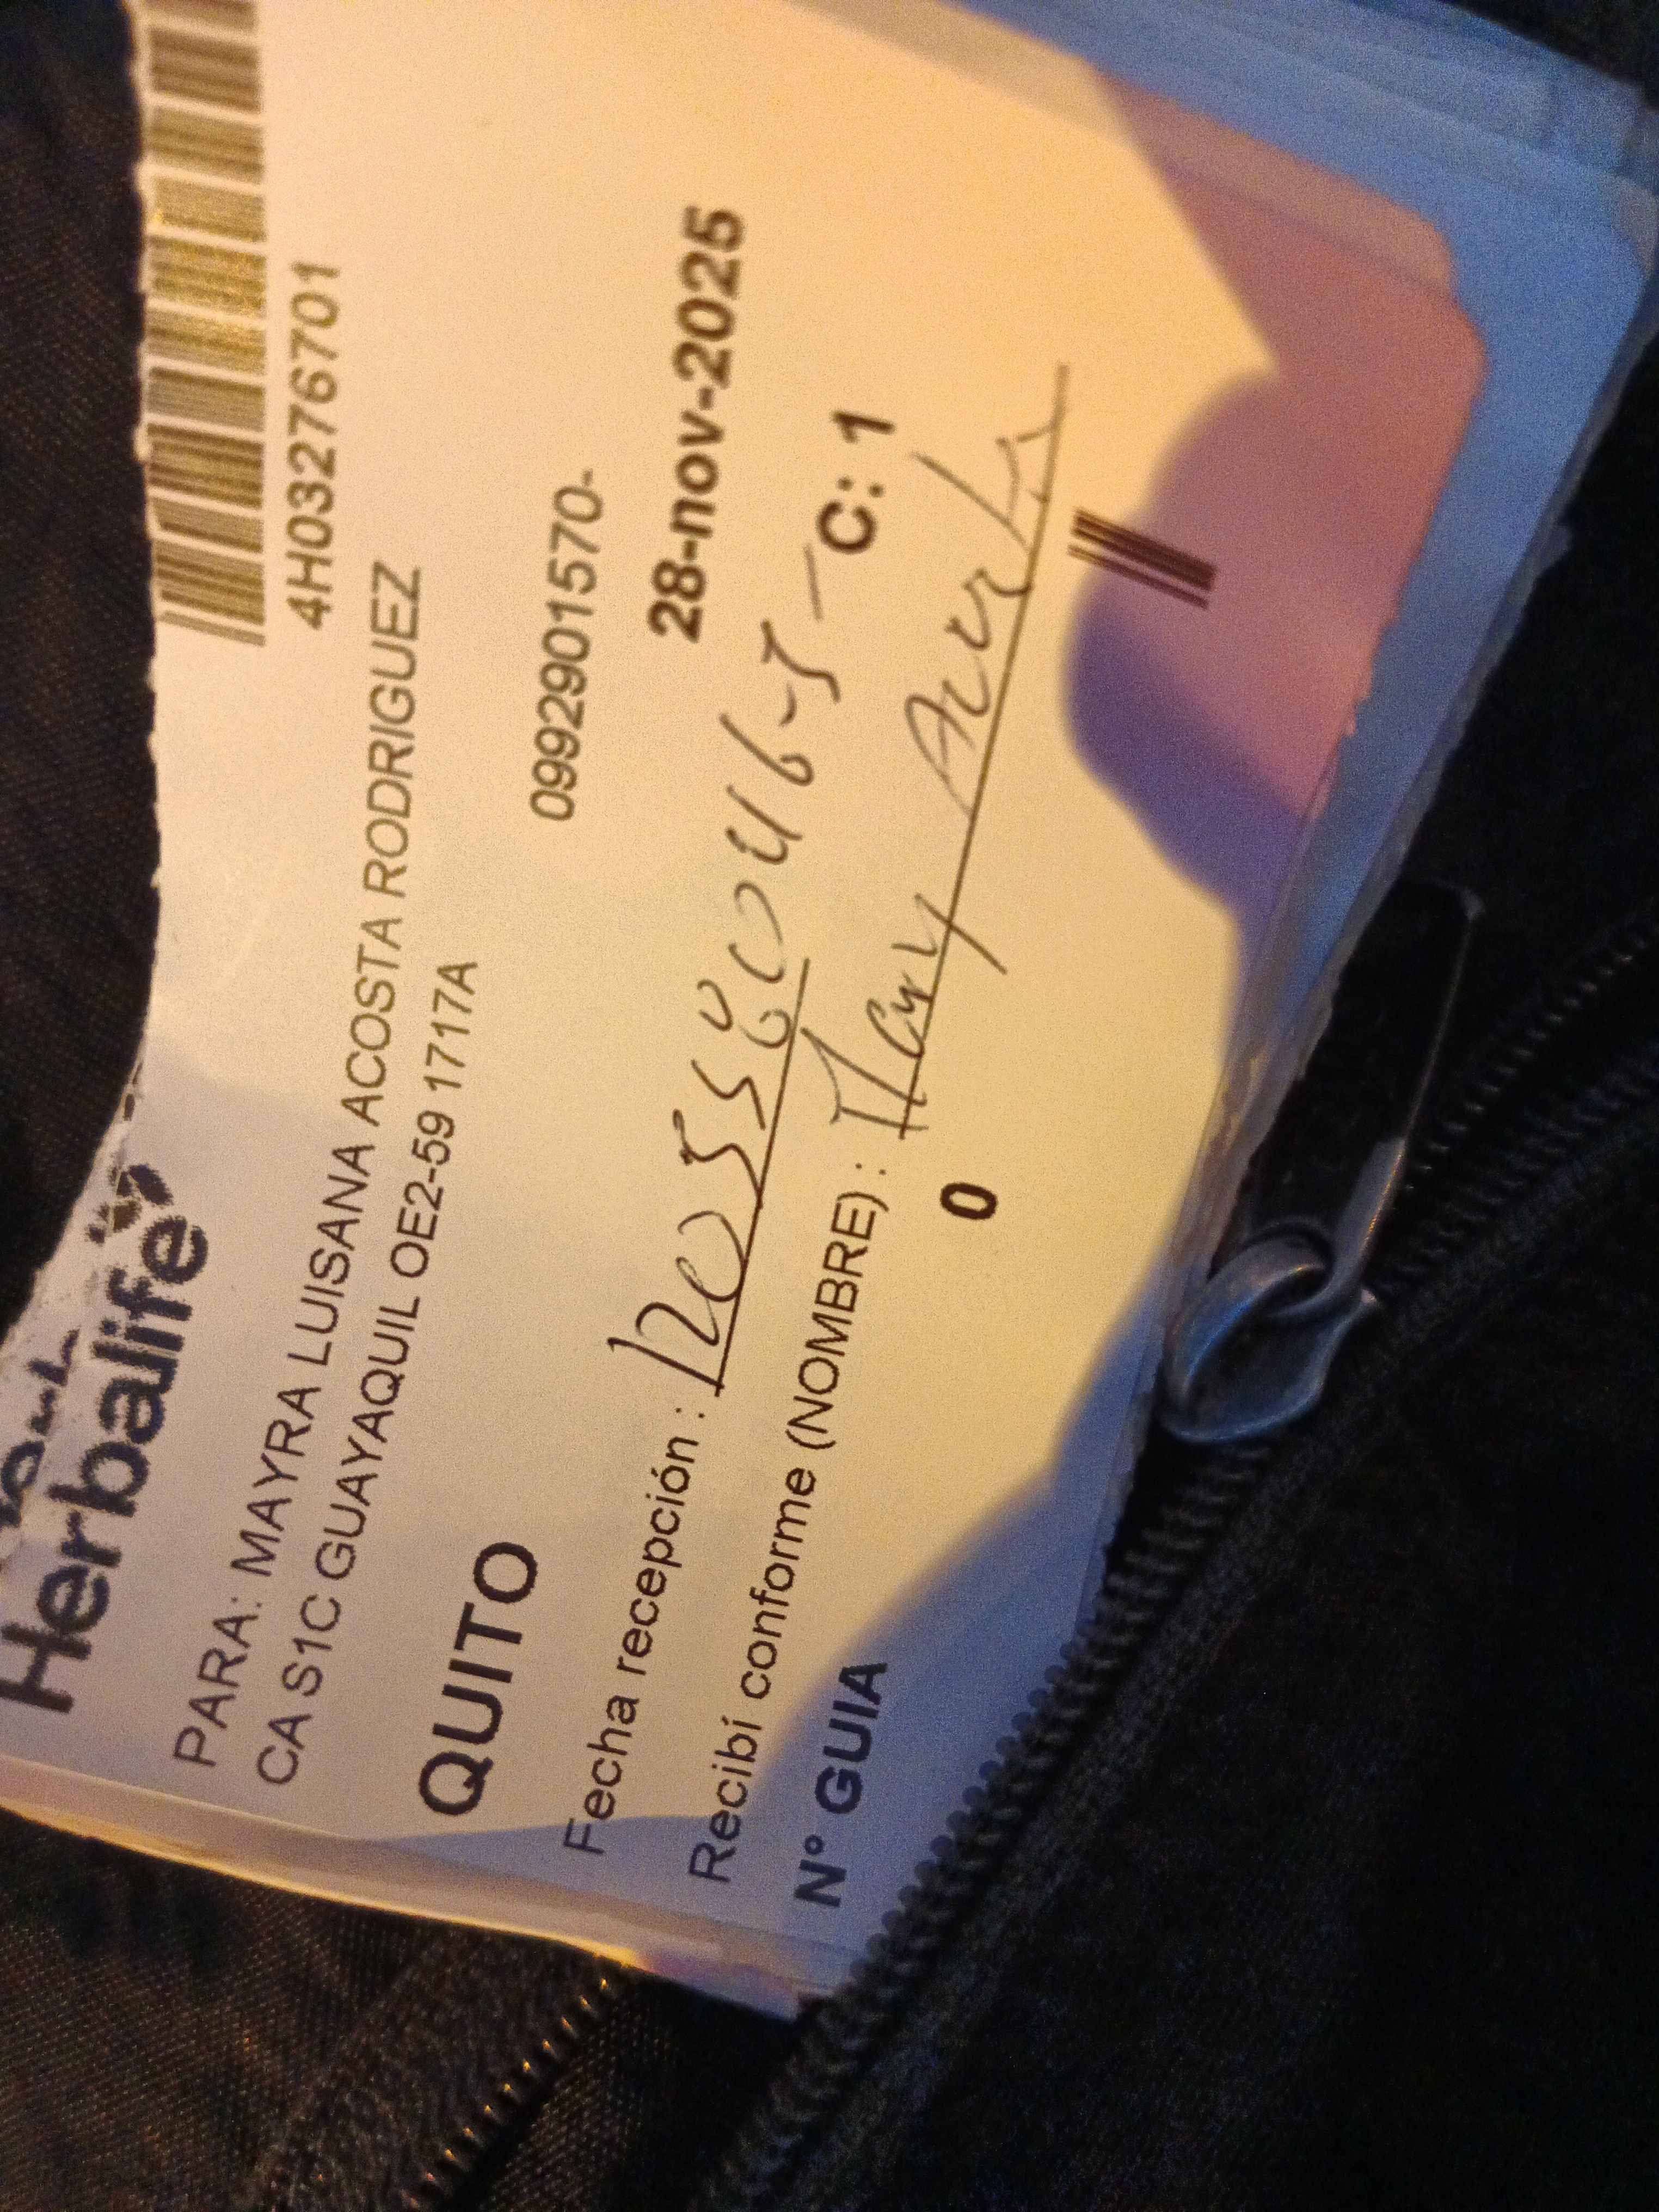 Herbalife
4H03276701
PARA: MAYRA LUISANA ACOSTA RODRIGUEZ
CA S1C GUAYAQUIL OE2-59 1717A
0992901570-
QUITO
28-nov-2025
Fecha recepción :
C: 1
Recibí conforme (NOMBRE) :
0
N° GUIA